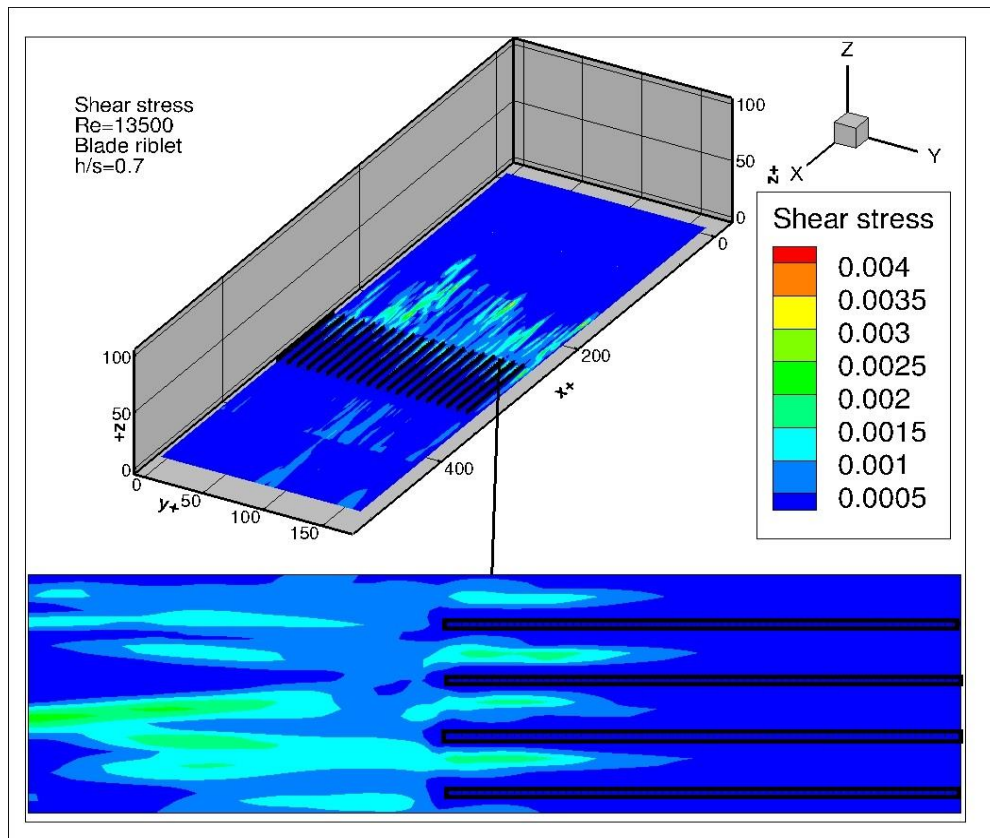 Shear stress
Re=13500
Blade riblet
h/s=0.7
Z
X
Y
100
50
0
z+
0
200
x+
400
100
50
0
z+
0
y+
50
100
150
Shear stress
0.004
0.0035
0.003
0.0025
0.002
0.0015
0.001
0.0005